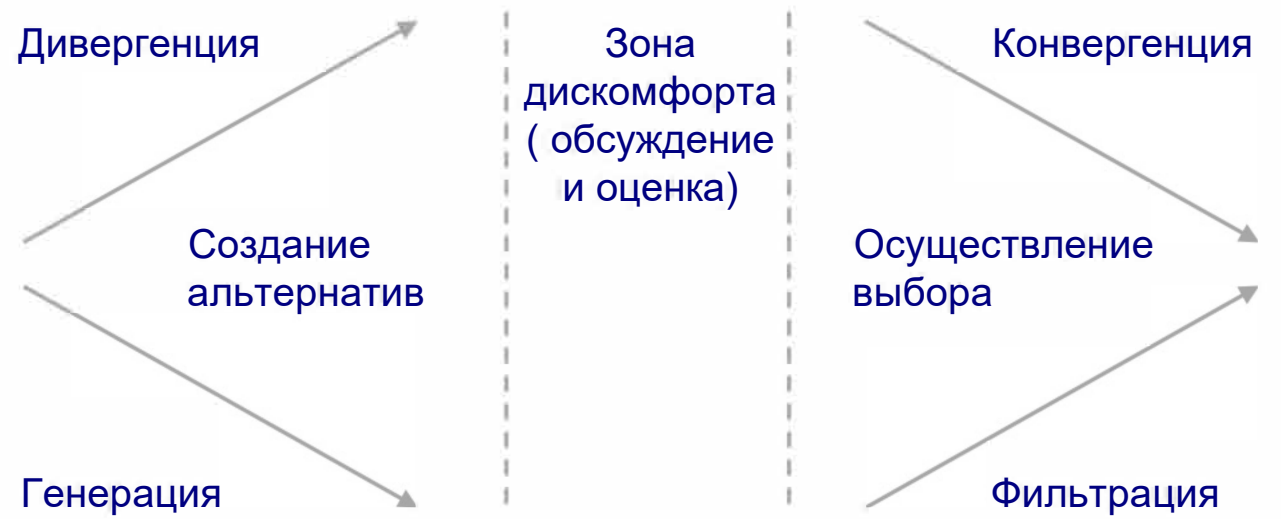 Дивергенция
Зона
дискомфорта
( обсуждение
и оценка)
Конвергенция
Создание
альтернатив
Осуществление
выбора
Генерация
Фильтрация